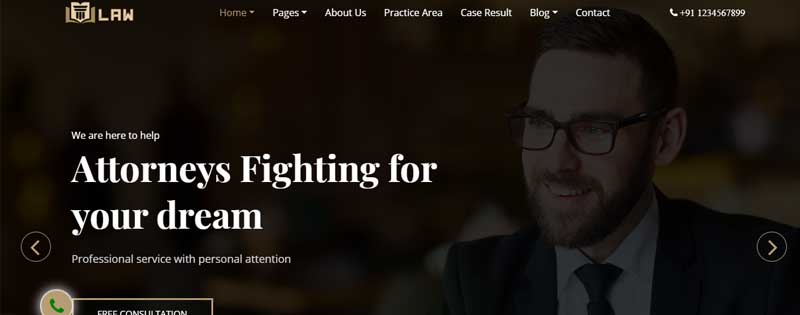 LAW
Home Pages About Us Practice Area Case Result Blog Contact +91 1234567899
We are here to help
Attorneys Fighting for
your dream
Professional service with personal attention
FREE CONSULTATION